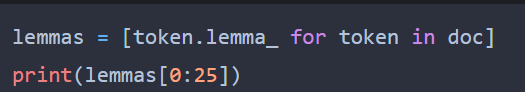 lemmas = [token.lemma_ for token in doc]
print(lemmas[0:25])